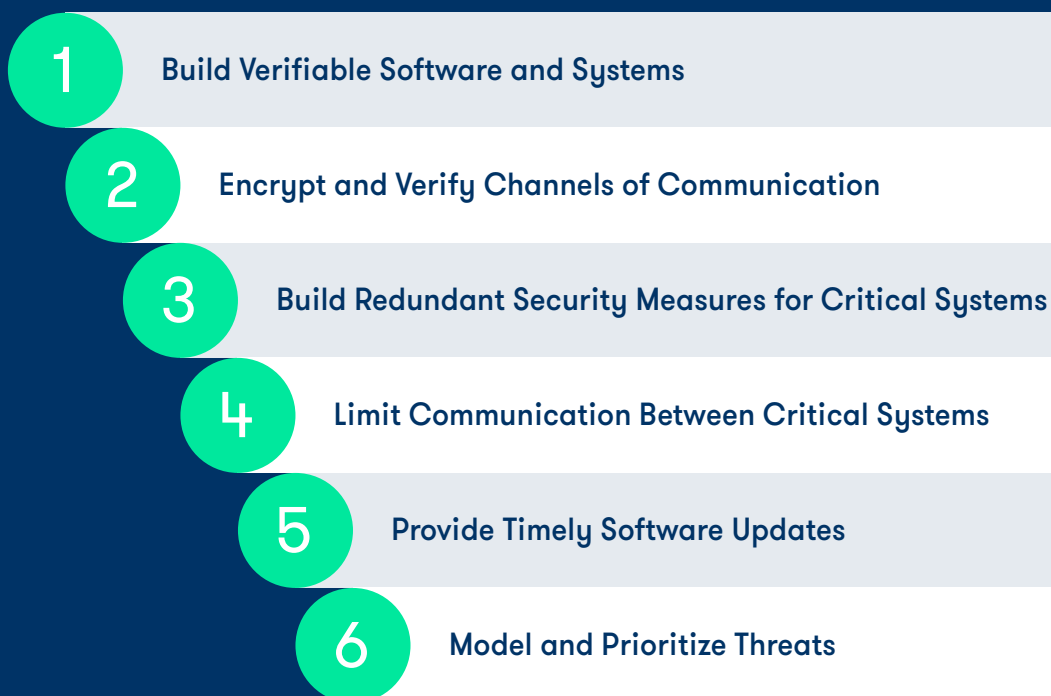 1 Build Verifiable Software and Systems
2 Encrypt and Verify Channels of Communication
3 Build Redundant Security Measures for Critical Systems
4 Limit Communication Between Critical Systems
5 Provide Timely Software Updates
6 Model and Prioritize Threats